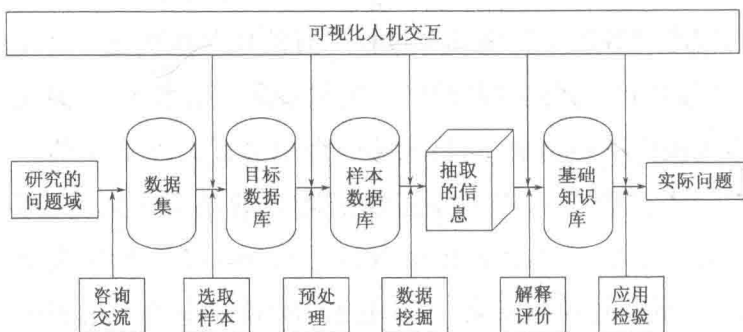 可视化人机交互
研究的
问题域
数据
集
目标
数据
库
样本
数据
库
抽取
的信
息
基础
知识
库
实际问题
咨询
交流
选取
样本
预处
理
数据
挖掘
解释
评价
应用
检验